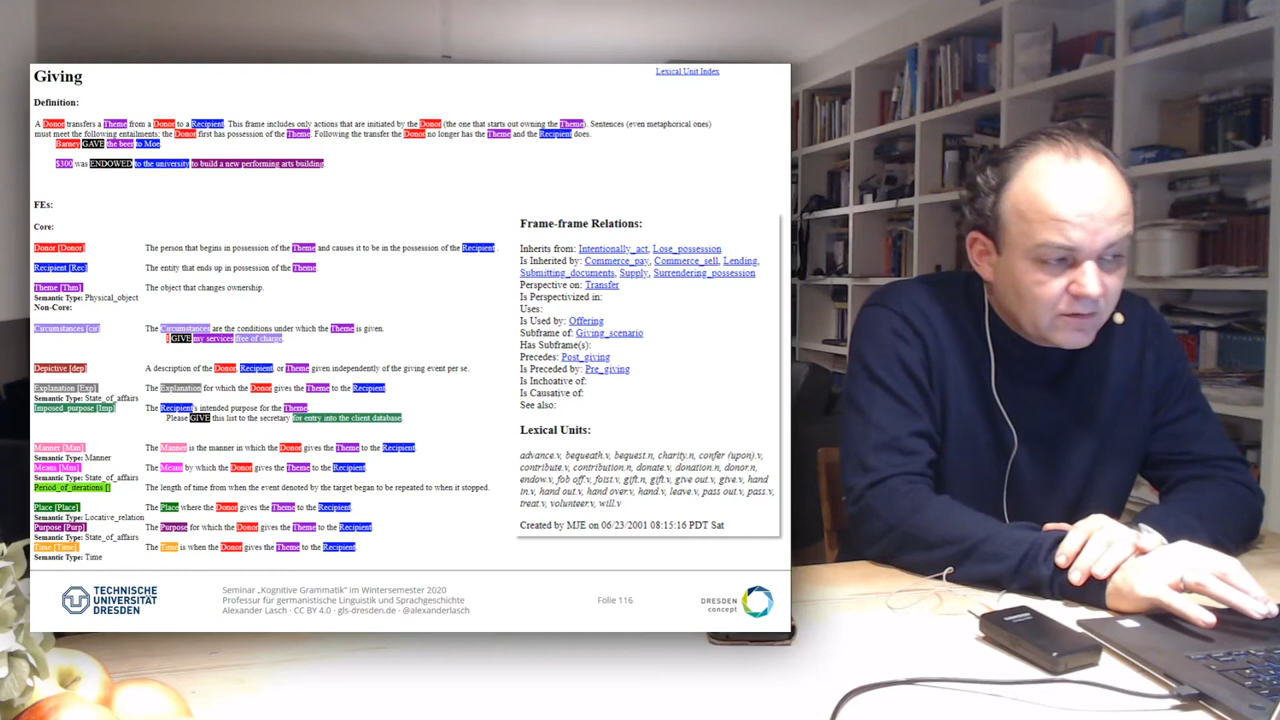 Giving
Lexical Unit Index
Definition:
A Donor transfers a Theme from a Donor to a Recipient. This frame includes only actions that are initiated by the Donor (the one that starts out owning the Theme). Sentences (even metaphorical ones)
must meet the following entailments: the Donor first has possession of the Theme. Following the transfer the Donor no longer has the Theme and the Recipient does.
Barney GAVE the beer to Moe
$300 was ENDOWED to the university to build a new performing arts building
FEs:
Core:
Donor [Donor] The person that begins in possession of the Theme and causes it to be in the possession of the Recipient.
Recipient [Rec] The entity that ends up in possession of the Theme
Theme [Thm] The object that changes ownership.
Semantic Type: Physical_object
Non-Core:
Circumstances [cir] The Circumstances are the conditions under which the Theme is given.
I GIVE my services free of charge.
Depictive [dep] A description of the Donor Recipient, or Theme given independently of the giving event per se.
Explanation [Exp] The Explanation for which the Donor gives the Theme to the Recipient
Semantic Type: State_of_affairs
Imposed_purpose [Imp] The Recipient's intended purpose for the Theme.
Please GIVE this list to the secretary for entry into the client database
Manner [Man] The Manner is the manner in which the Donor gives the Theme to the Recipient
Semantic Type: Manner
Means [Mns] The Means by which the Donor gives the Theme to the Recipient
Semantic Type: State_of_affairs
Period_of_iterations [] The length of time from when the event denoted by the target began to be repeated to when it stopped.
Place [Place] The Place where the Donor gives the Theme to the Recipient
Semantic Type: Locative_relation
Purpose [Purp] The Purpose for which the Donor gives the Theme to the Recipient
Semantic Type: State_of_affairs
Time [Time] The Time is when the Donor gives the Theme to the Recipient
Semantic Type: Time
Frame-frame Relations:
Inherits from: Intentionally_act, Lose_possession
Is Inherited by: Commerce_pay, Commerce_sell, Lending,
Submitting_documents, Supply, Surrendering_possession
Perspective on: Transfer
Is Perspectivized in:
Uses:
Is Used by: Offering
Subframe of: Giving_scenario
Has Subframe(s):
Precedes: Post_giving
Is Preceded by: Pre_giving
Is Inchoative of:
Is Causative of:
See also:
Lexical Units:
advance.v, bequeath.v, bequest.n, charity.n, confer (upon).v,
contribute.v, contribution.n, donate.v, donation.n, donor.n,
endow.v, fob off.v, foist.v, gift.n, gift.v, give out.v, give.v, hand
in.v, hand out.v, hand over.v, hand.v, leave.v, pass out.v, pass.v,
treat.v, volunteer.v, will.v
Created by MJE on 06/23/2001 08:15:16 PDT Sat
TECHNISCHE
UNIVERSITÄT
DRESDEN
Seminar „Kognitive Grammatik" im Wintersemester 2020
Professur für germanistische Linguistik und Sprachgeschichte
Alexander Lasch · CC BY 4.0 · gls-dresden.de · @alexanderlasch
Folie 116
DRESDEN
concept